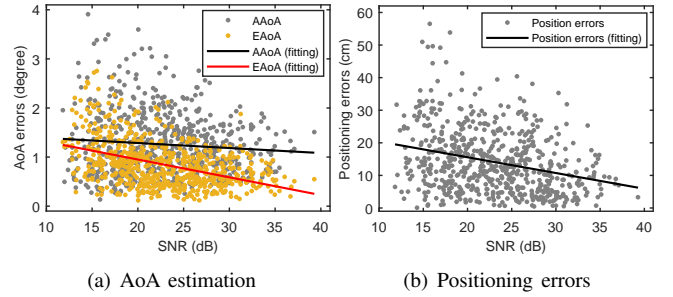 AAoA
EAoA
AAoA (fitting)
EAoA (fitting)
AoA errors (degree)
4
3
2
1
0
10
15
20
25
30
35
40
SNR (dB)
(a) AoA estimation
Position errors
Position errors (fitting)
Positioning errors (cm)
60
50
40
30
20
10
0
10
15
20
25
30
35
40
SNR (dB)
(b) Positioning errors